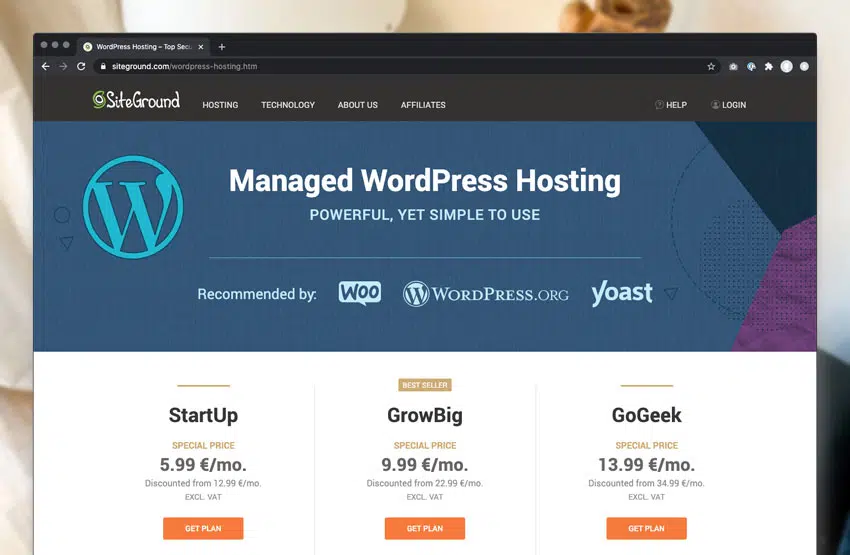 WordPress Hosting – Top Secu
siteground.com/wordpress-hosting.htm
SiteGround HOSTING TECHNOLOGY ABOUT US AFFILIATES HELP LOGIN
Managed WordPress Hosting
POWERFUL, YET SIMPLE TO USE
Recommended by: WOO WORDPRESS.ORG yoast
BEST SELLER
StartUp GrowBig GoGeek
SPECIAL PRICE SPECIAL PRICE SPECIAL PRICE
5.99 €/mo. 9.99 €/mo. 13.99 €/mo.
Discounted from 12.99 €/mo. Discounted from 22.99 €/mo. Discounted from 34.99 €/mo.
EXCL. VAT EXCL. VAT EXCL. VAT
GET PLAN GET PLAN GET PLAN